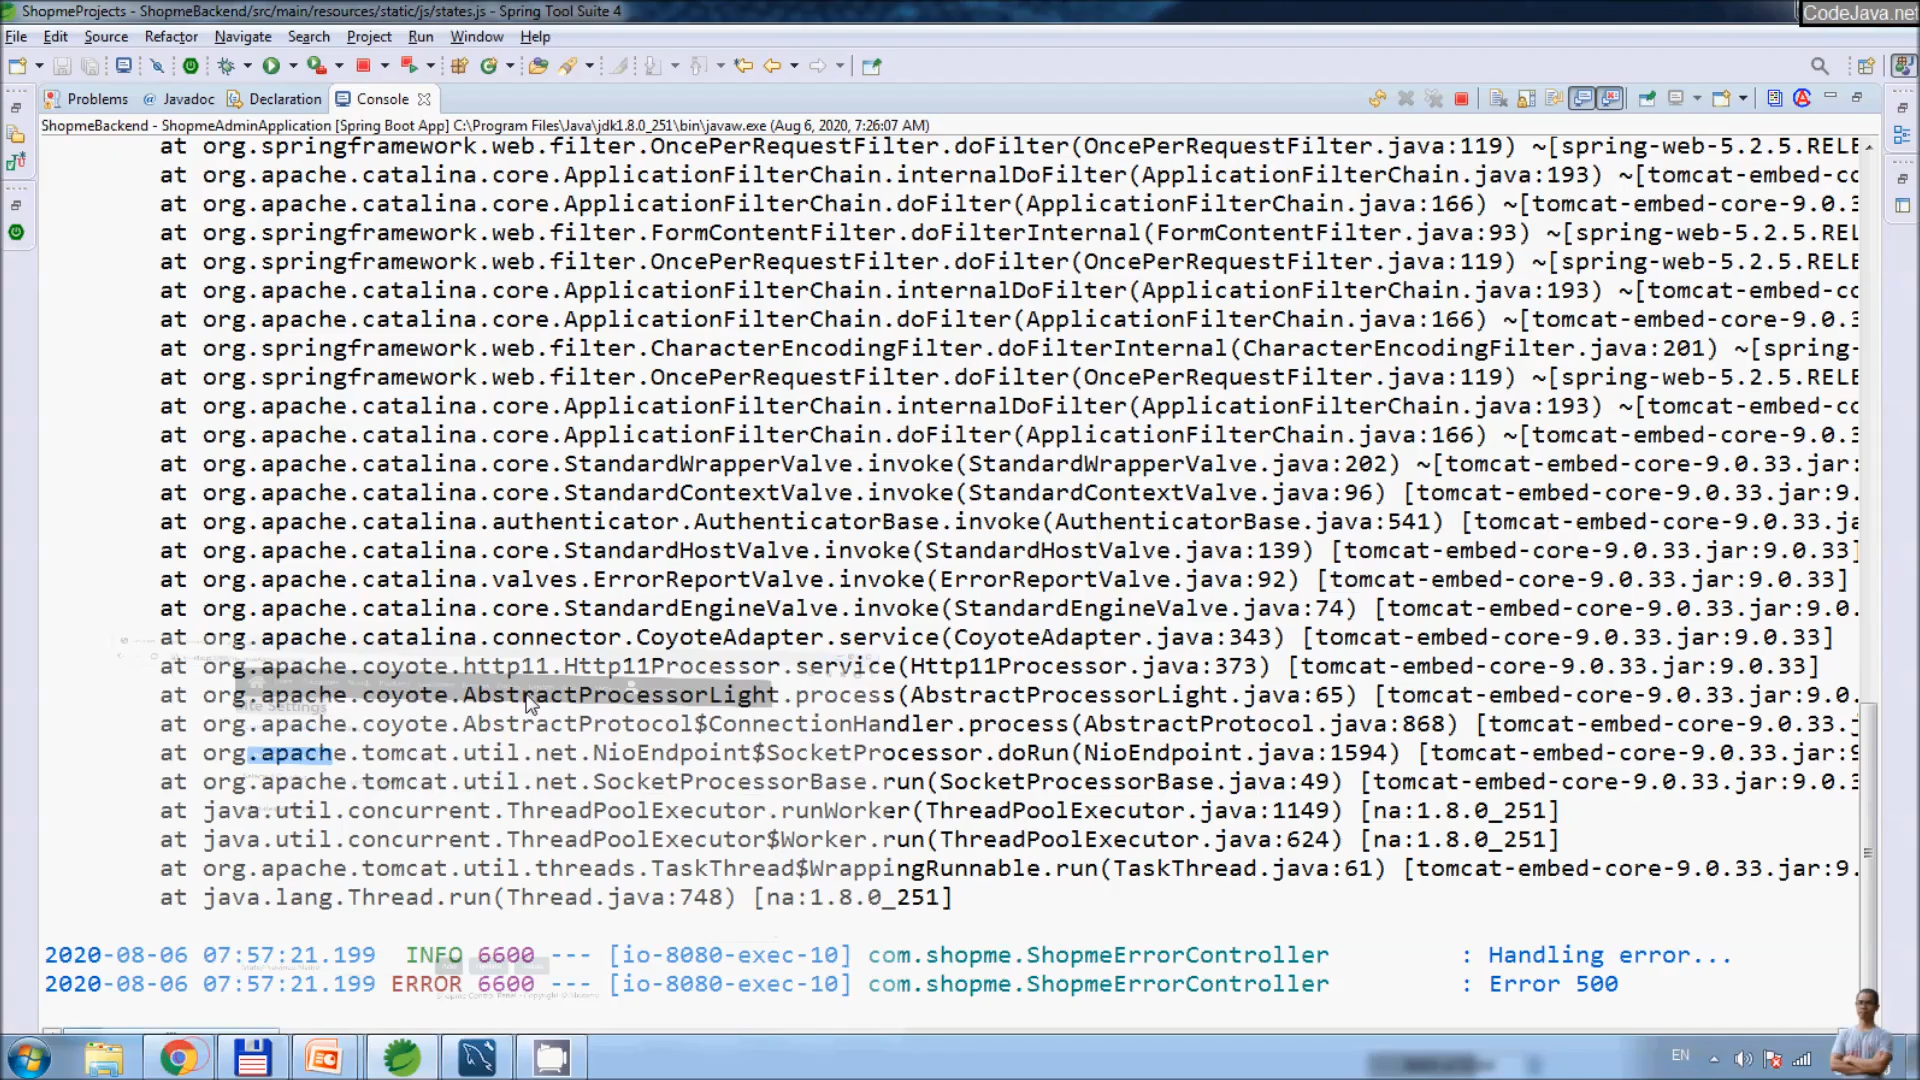 ShopmeProjects - ShopmeBackend/src/main/resources/static/js/states.js - Spring Tool Suite 4
CodeJava.net
File Edit Source Refactor Navigate Search Project Run Window Help
Problems @ Javadoc Declaration Console
ShopmeBackend - ShopmeAdminApplication [Spring Boot App] C:\Program Files\Java\jdk1.8.0_251\bin\javaw.exe (Aug 6, 2020, 7:26:07 AM)
at org.springframework.web.filter.OncePerRequestFilter.doFilter(OncePerRequestFilter.java:119) ~[spring-web-5.2.5.RELE
at org.apache.catalina.core.ApplicationFilterChain.internalDoFilter(ApplicationFilterChain.java:193) ~[tomcat-embed-co
at org.apache.catalina.core.ApplicationFilterChain.doFilter(ApplicationFilterChain.java:166) ~[tomcat-embed-core-9.0.3
at org.springframework.web.filter.FormContentFilter.doFilterInternal(FormContentFilter.java:93) ~[spring-web-5.2.5.RELE
at org.springframework.web.filter.OncePerRequestFilter.doFilter(OncePerRequestFilter.java:119) ~[spring-web-5.2.5.RELE
at org.apache.catalina.core.ApplicationFilterChain.internalDoFilter(ApplicationFilterChain.java:193) ~[tomcat-embed-co
at org.apache.catalina.core.ApplicationFilterChain.doFilter(ApplicationFilterChain.java:166) ~[tomcat-embed-core-9.0.3
at org.springframework.web.filter.CharacterEncodingFilter.doFilterInternal(CharacterEncodingFilter.java:201) ~[spring-
at org.springframework.web.filter.OncePerRequestFilter.doFilter(OncePerRequestFilter.java:119) ~[spring-web-5.2.5.RELE
at org.apache.catalina.core.ApplicationFilterChain.internalDoFilter(ApplicationFilterChain.java:193) ~[tomcat-embed-co
at org.apache.catalina.core.ApplicationFilterChain.doFilter(ApplicationFilterChain.java:166) ~[tomcat-embed-core-9.0.3
at org.apache.catalina.core.StandardWrapperValve.invoke(StandardWrapperValve.java:202) ~[tomcat-embed-core-9.0.33.jar:
at org.apache.catalina.core.StandardContextValve.invoke(StandardContextValve.java:96) [tomcat-embed-core-9.0.33.jar:9.
at org.apache.catalina.authenticator.AuthenticatorBase.invoke(AuthenticatorBase.java:541) [tomcat-embed-core-9.0.33.ja
at org.apache.catalina.core.StandardHostValve.invoke(StandardHostValve.java:139) [tomcat-embed-core-9.0.33.jar:9.0.33]
at org.apache.catalina.valves.ErrorReportValve.invoke(ErrorReportValve.java:92) [tomcat-embed-core-9.0.33.jar:9.0.33]
at org.apache.catalina.core.StandardEngineValve.invoke(StandardEngineValve.java:74) [tomcat-embed-core-9.0.33.jar:9.0.
at org.apache.catalina.connector.CoyoteAdapter.service(CoyoteAdapter.java:343) [tomcat-embed-core-9.0.33.jar:9.0.33]
at org.apache.coyote.http11.Http11Processor.service(Http11Processor.java:373) [tomcat-embed-core-9.0.33.jar:9.0.33]
at org.apache.coyote.AbstractProcessorLight.process(AbstractProcessorLight.java:65) [tomcat-embed-core-9.0.33.jar:9.0.
Site Settings
at org.apache.coyote.AbstractProtocol$ConnectionHandler.process(AbstractProtocol.java:868) [tomcat-embed-core-9.0.33.j
at org.apache.tomcat.util.net.NioEndpoint$SocketProcessor.doRun(NioEndpoint.java:1594) [tomcat-embed-core-9.0.33.jar:9
at org.apache.tomcat.util.net.SocketProcessorBase.run(SocketProcessorBase.java:49) [tomcat-embed-core-9.0.33.jar:9.0.3
at java.util.concurrent.ThreadPoolExecutor.runWorker(ThreadPoolExecutor.java:1149) [na:1.8.0_251]
at java.util.concurrent.ThreadPoolExecutor$Worker.run(ThreadPoolExecutor.java:624) [na:1.8.0_251]
at org.apache.tomcat.util.threads.TaskThread$WrappingRunnable.run(TaskThread.java:61) [tomcat-embed-core-9.0.33.jar:9.
at java.lang.Thread.run(Thread.java:748) [na:1.8.0_251]
2020-08-06 07:57:21.199 INFO 6600 --- [io-8080-exec-10] com.shopme.ShopmeErrorController : Handling error...
2020-08-06 07:57:21.199 ERROR 6600 --- [io-8080-exec-10] com.shopme.ShopmeErrorController : Error 500
EN